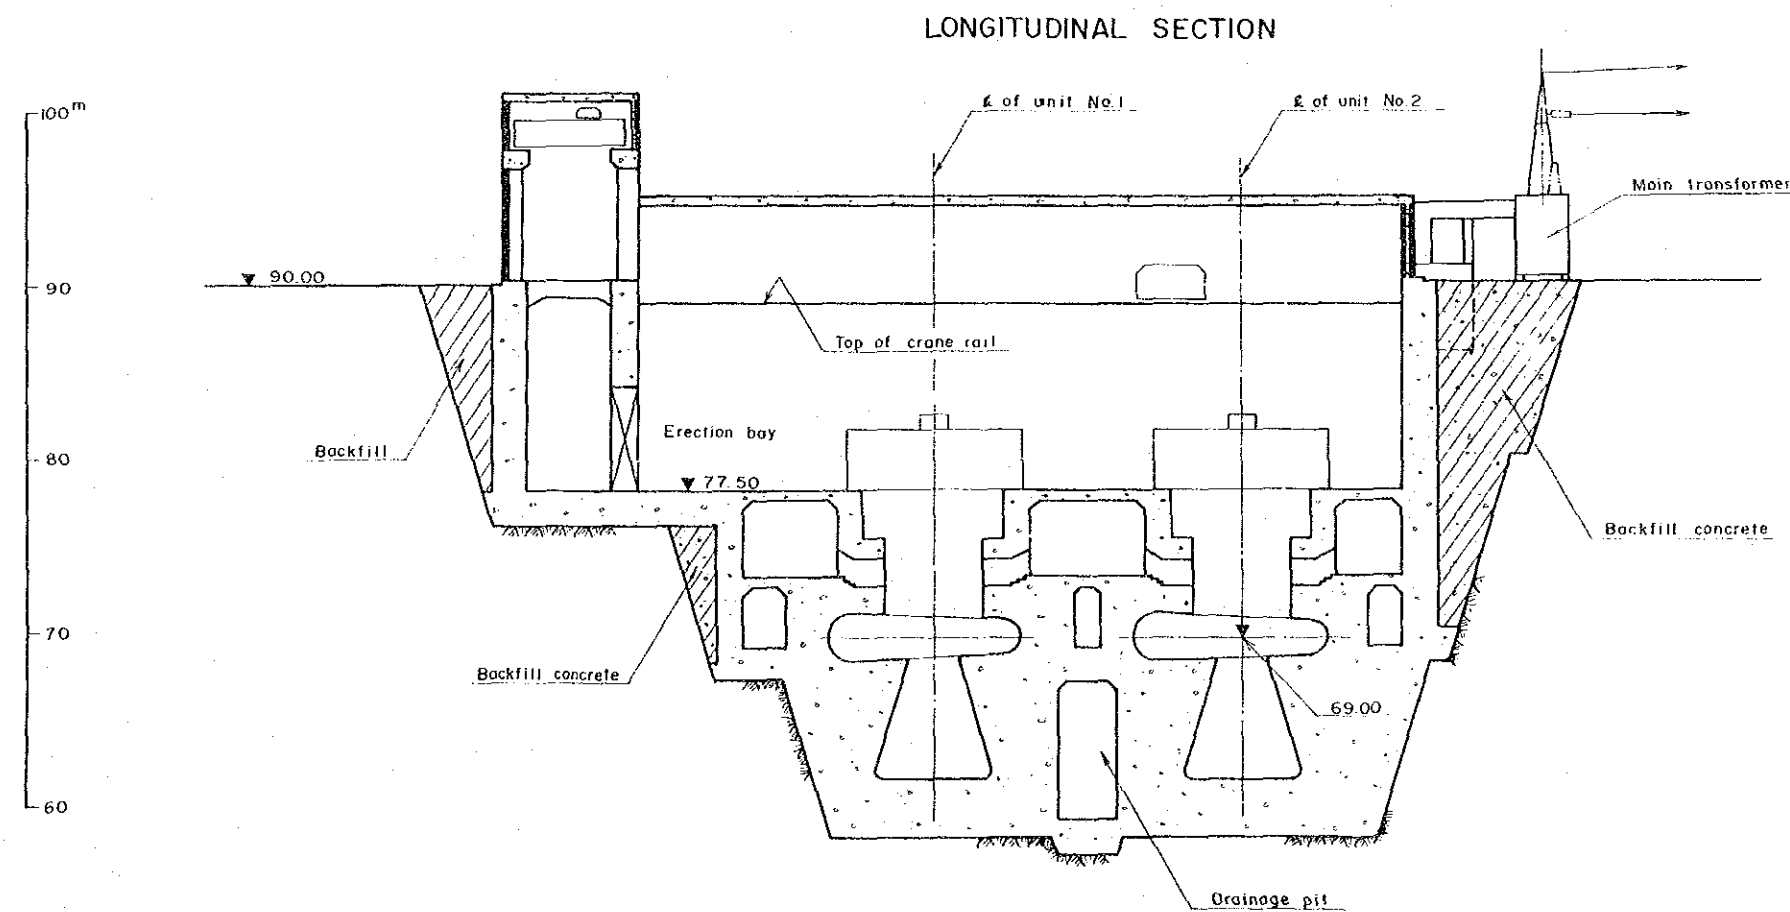 LONGITUDINAL SECTION
100m
℄ of unit No.1
℄ of unit No.2
Main transformer
90.00
90
Top of crane rail
Backfill
Erection bay
80
77.50
Backfill concrete
70
Backfill concrete
69.00
60
Drainage pit